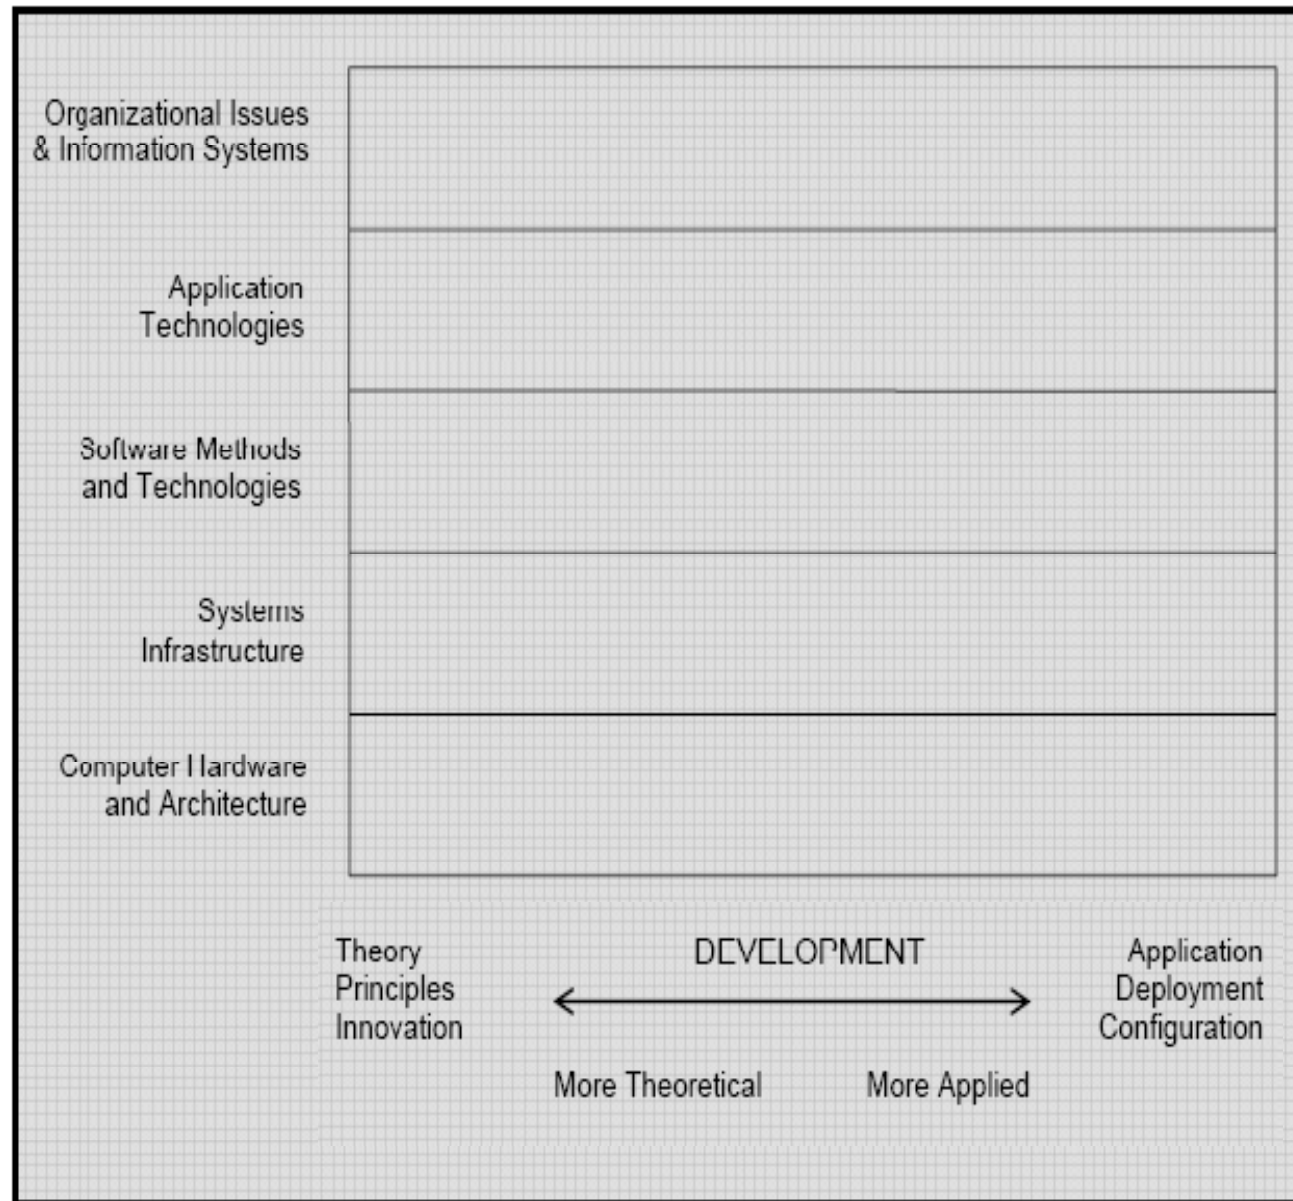 Organizational Issues
& Information Systems
Application
Technologies
Software Methods
and Technologies
Systems
Infrastructure
Computer Hardware
and Architecture
Theory
Principles
Innovation
DEVELOPMENT
Application
Deployment
Configuration
More Theoretical
More Applied